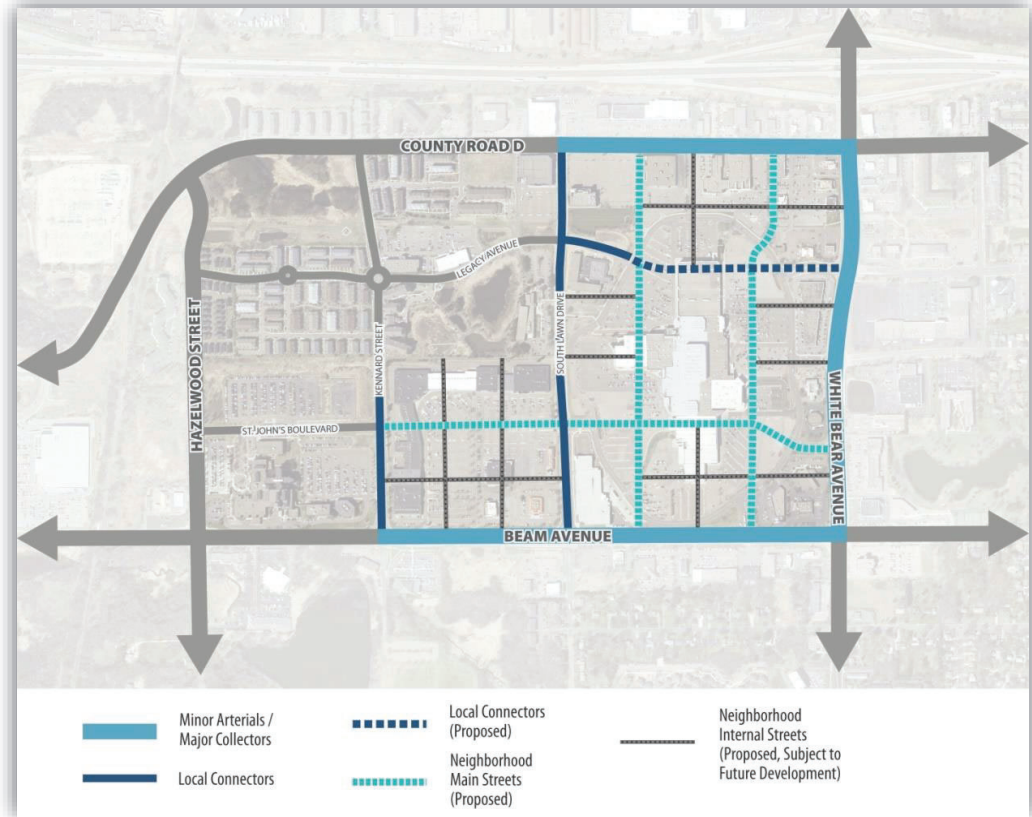 COUNTY ROAD D
LEGACY AVENUE
HAZELWOOD STREET
KENNARD STREET
SOUTH LAWN DRIVE
WHITE BEAR AVENUE
ST. JOHN'S BOULEVARD
BEAM AVENUE
Minor Arterials /
Major Collectors
Local Connectors
Local Connectors
(Proposed)
Neighborhood
Main Streets
(Proposed)
Neighborhood
Internal Streets
(Proposed, Subject to
Future Development)